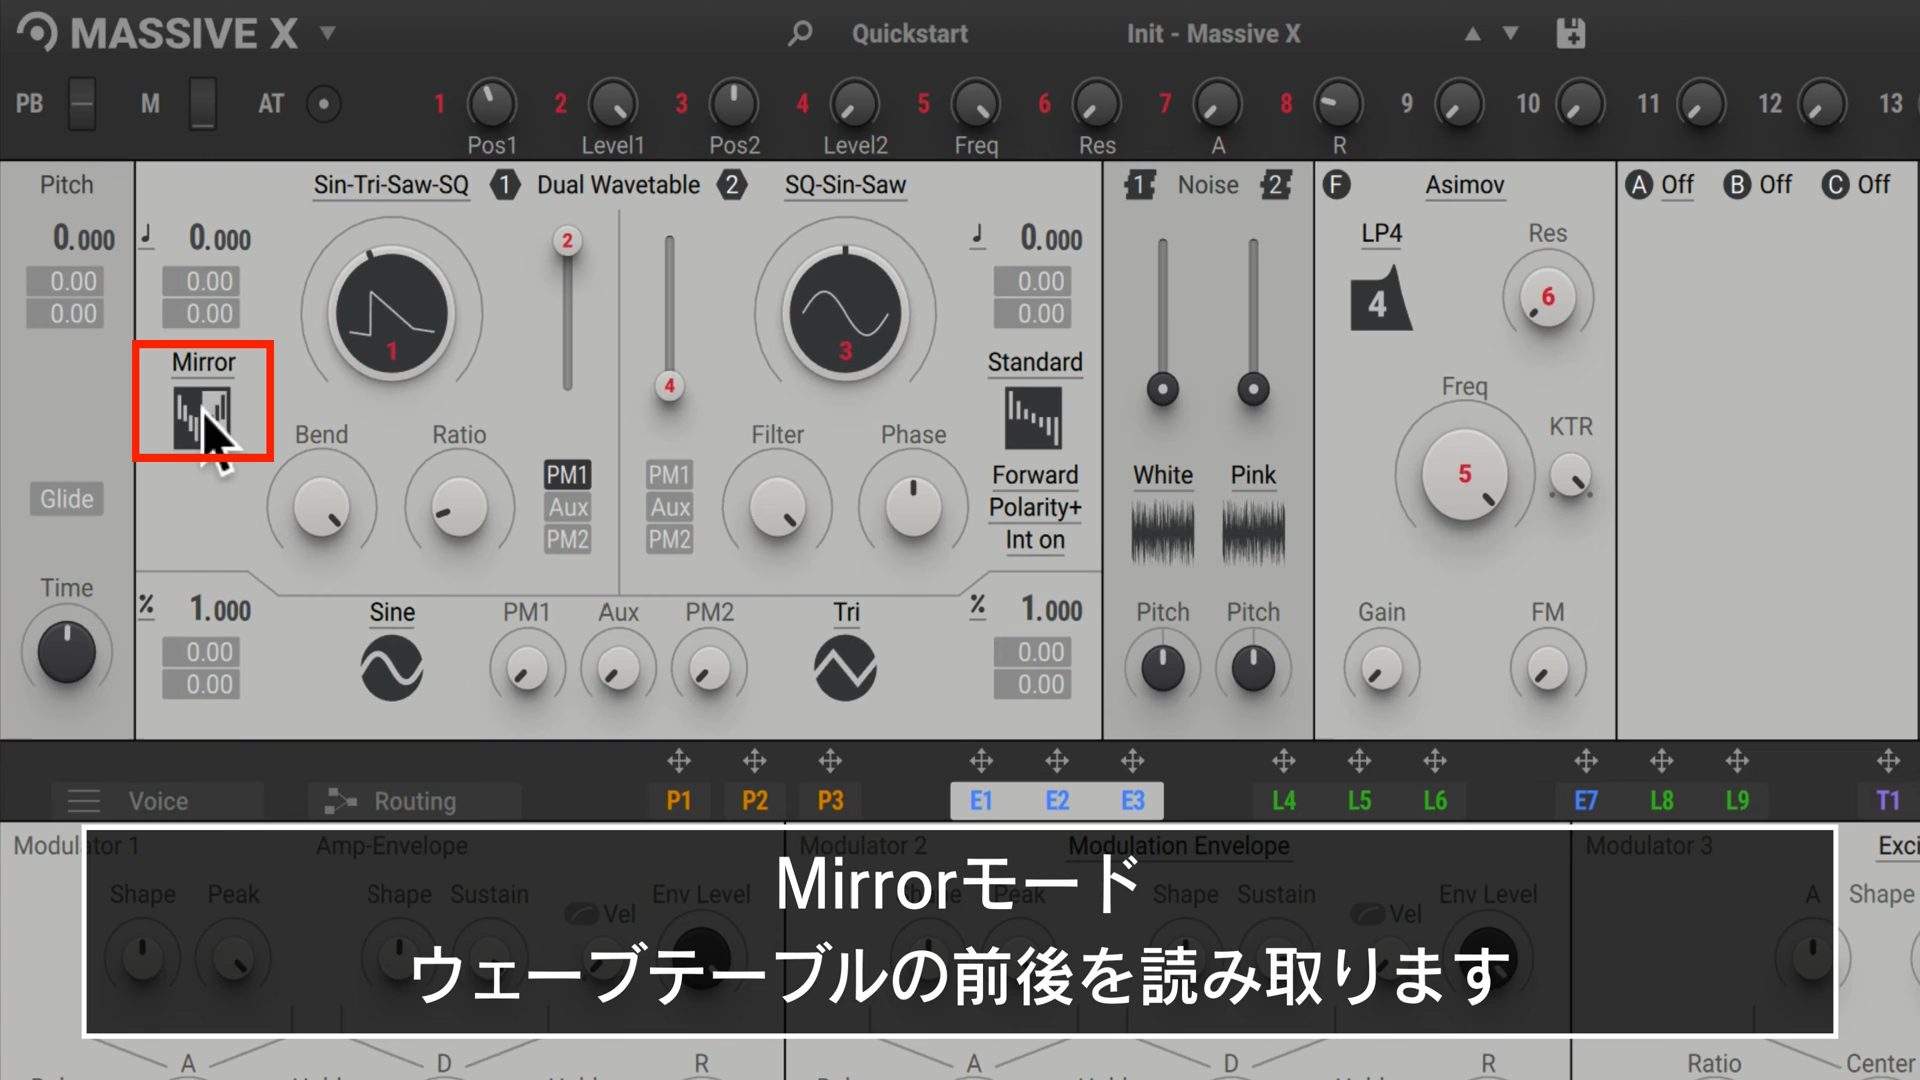 MASSIVE X
Quickstart
Init - Massive X
PB
M
AT
1
2
3
4
5
6
7
8
9
10
11
12
13
Pos1
Level1
Pos2
Level2
Freq
Res
A
R
Pitch
Sin-Tri-Saw-SQ
1
Dual Wavetable
2
SQ-Sin-Saw
1
Noise
2
F
Asimov
A Off
B Off
C Off
0.000
0.000
0.000
0.00
0.00
0.00
0.00
0.00
0.00
1
2
4
3
LP4
4
Res
6
Mirror
Standard
Freq
5
KTR
Bend
Ratio
Filter
Phase
PM1
Aux
PM2
PM1
Aux
PM2
Forward
Polarity+
Int on
White
Pink
Glide
Time
% 1.000
0.00
0.00
Sine
PM1
Aux
PM2
Tri
% 1.000
0.00
0.00
Pitch
Pitch
Gain
FM
Voice
Routing
P1
P2
P3
E1
E2
E3
L4
L5
L6
E7
L8
L9
T1
Modulator 1
Amp-Envelope
Modulator 2
Modulation Envelope
Modulator 3
Shape
Peak
Shape
Sustain
Vel
Env Level
Peak
Shape
Sustain
Vel
Env Level
A
Shape
Mirrorモード
ウェーブテーブルの前後を読み取ります
A
D
R
A
D
R
Ratio
Center